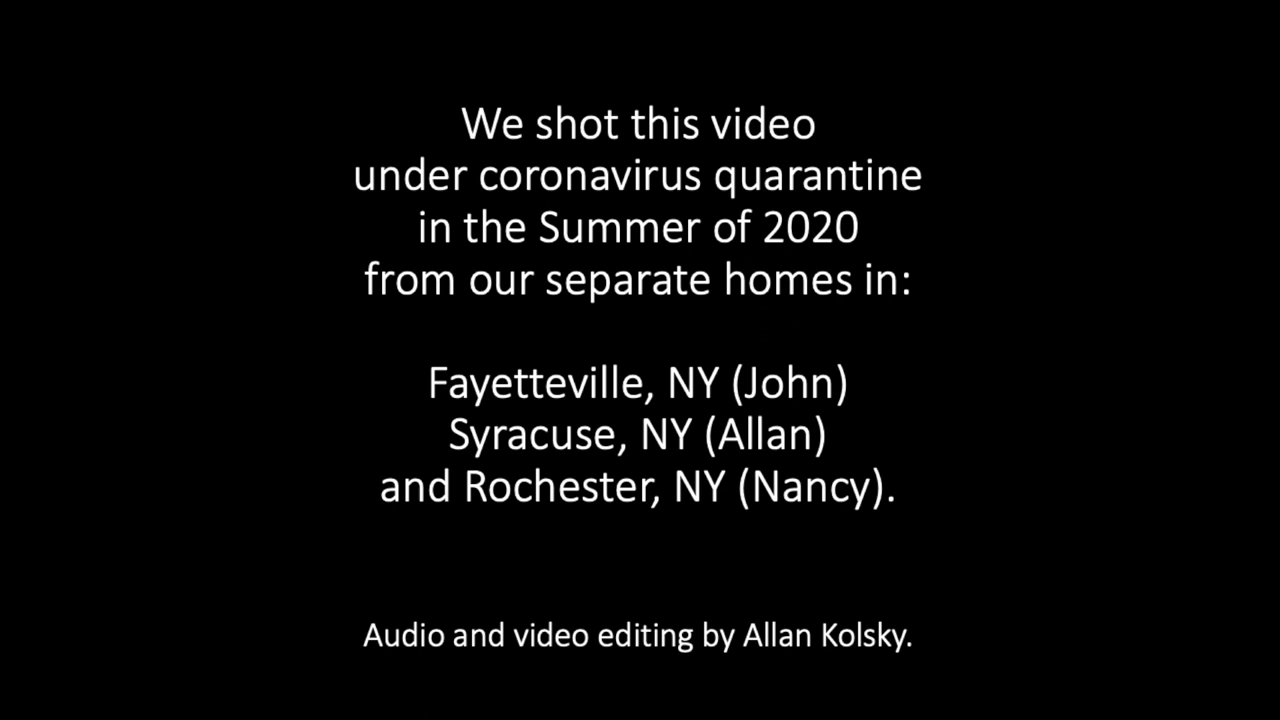 We shot this video
under coronavirus quarantine
in the Summer of 2020
from our separate homes in:
Fayetteville, NY (John)
Syracuse, NY (Allan)
and Rochester, NY (Nancy).
Audio and video editing by Allan Kolsky.